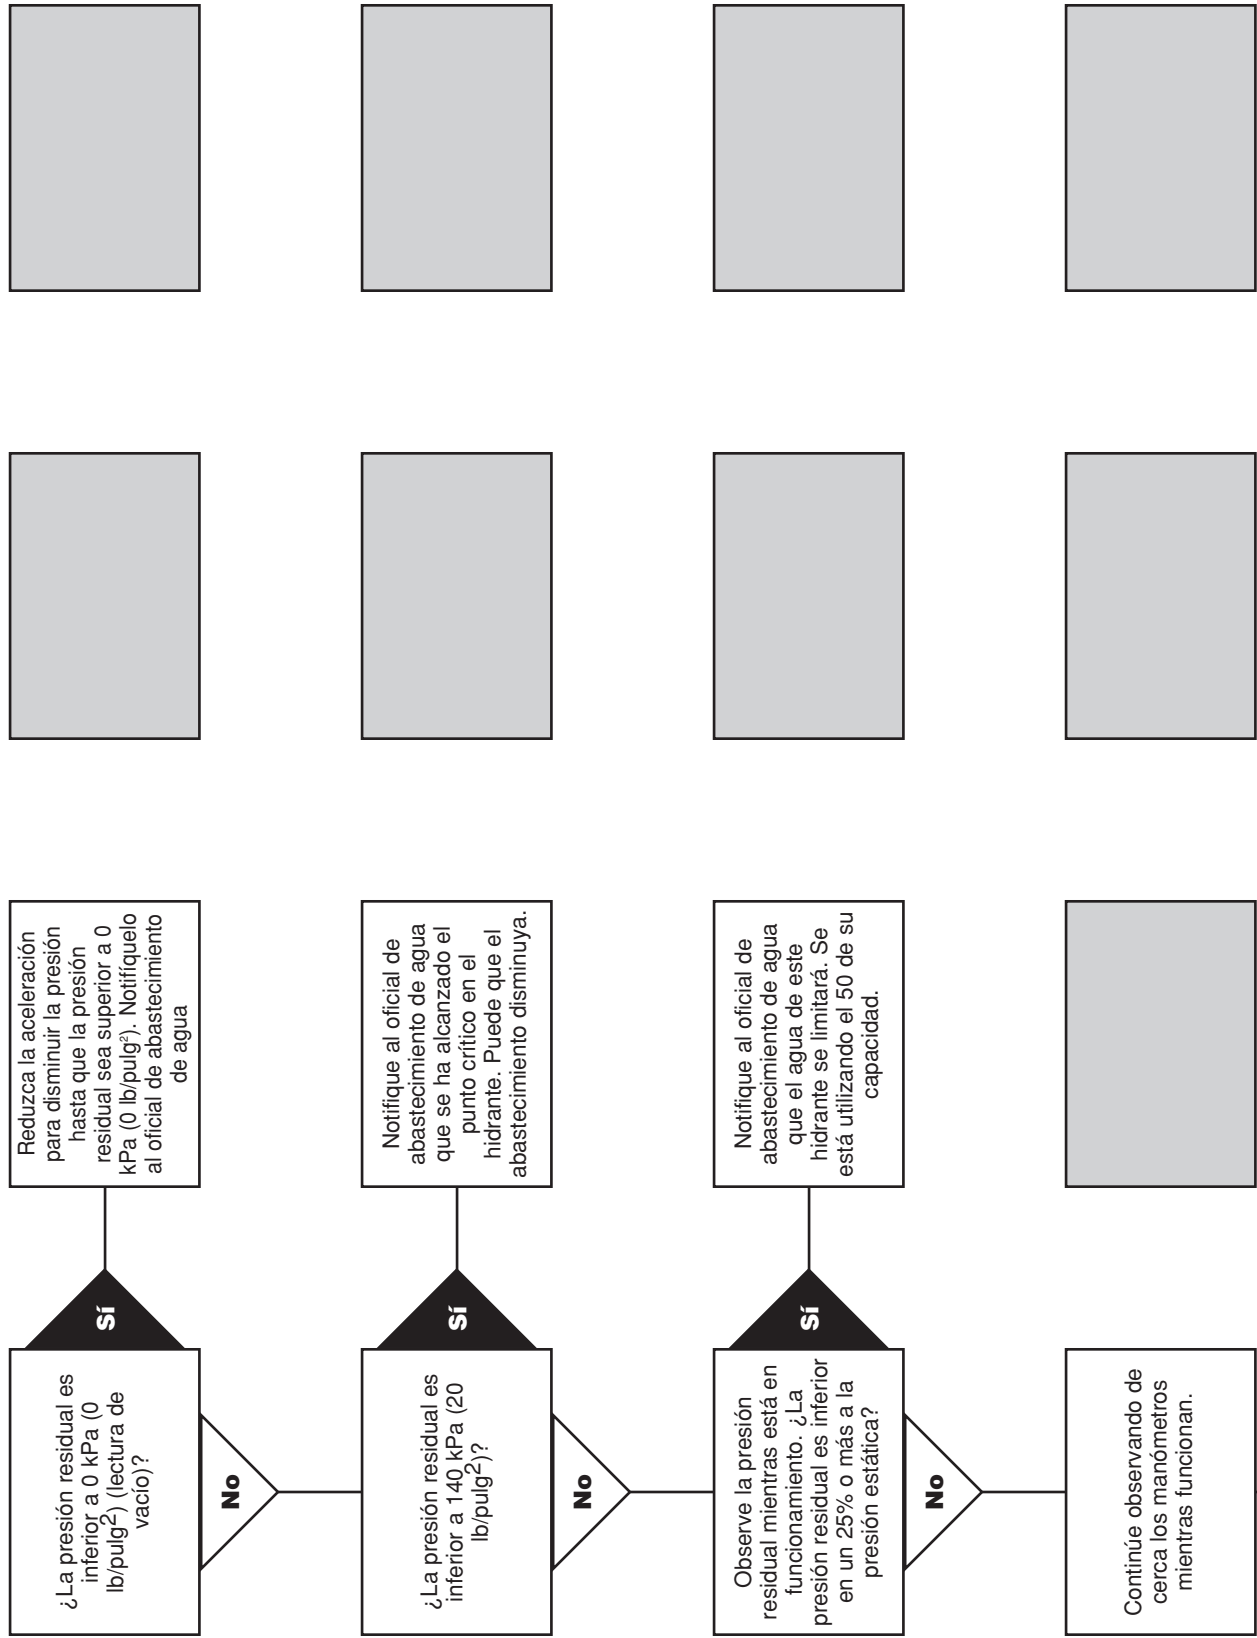 ¿La presión residual es
inferior a 0 kPa (0
lb/pulg2) (lectura de
vacío)?
Sí
Reduzca la aceleración
para disminuir la presión
hasta que la presión
residual sea superior a 0
kPa (0 lb/pulg²). Notifíquelo
al oficial de abastecimiento
de agua
No
¿La presión residual es
inferior a 140 kPa (20
lb/pulg2)?
Sí
Notifique al oficial de
abastecimiento de agua
que se ha alcanzado el
punto crítico en el
hidrante. Puede que el
abastecimiento disminuya.
No
Observe la presión
residual mientras está en
funcionamiento. ¿La
presión residual es inferior
en un 25% o más a la
presión estática?
Sí
Notifique al oficial de
abastecimiento de agua
que el agua de este
hidrante se limitará. Se
está utilizando el 50 de su
capacidad.
No
Continúe observando de
cerca los manómetros
mientras funcionan.